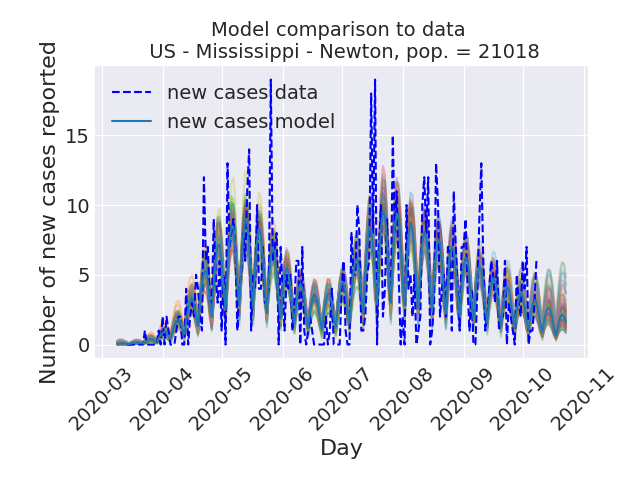 Model comparison to data
US - Mississippi - Newton, pop. = 21018
new cases data
new cases model
Number of new cases reported
15
10
5
0
2020-03
2020-04
2020-05
2020-06
2020-07
2020-08
2020-09
2020-10
2020-11
Day